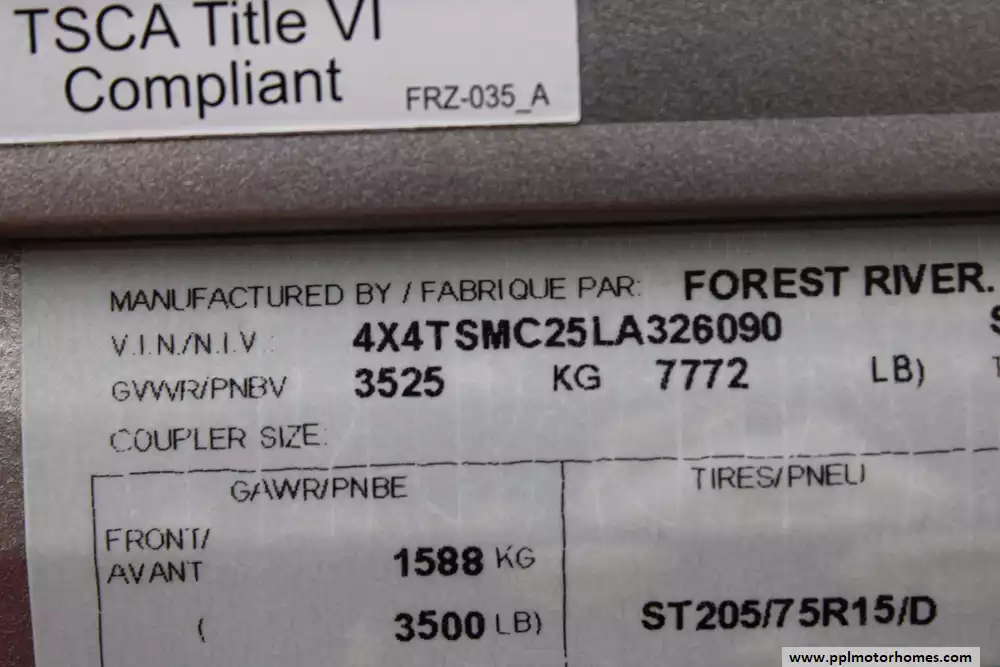 TSCA Title VI
Compliant
FRZ-035_A
MANUFACTURED BY / FABRIQUE PAR: FOREST RIVER.
V.I.N./N.I.V.: 4X4TSMC25LA326090
GVWR/PNBV 3525 KG 7772 LB)
COUPLER SIZE:
GAWR/PNBE
TIRES/PNEU
FRONT/
AVANT
1588 KG
( 3500 LB)
ST205/75R15/D
www.pplmotorhomes.com